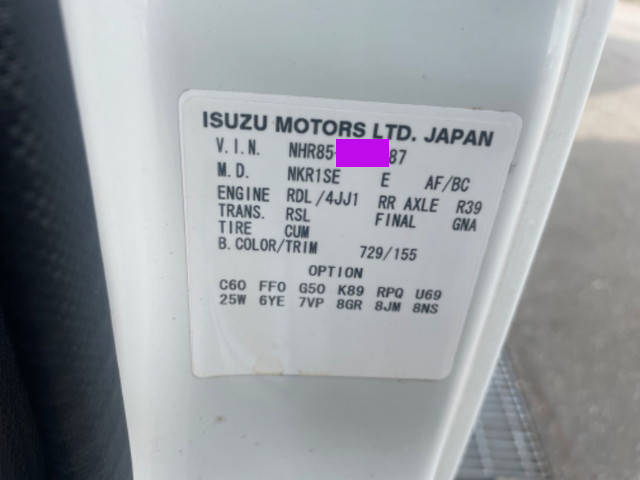 ISUZU MOTORS LTD. JAPAN
V.I.N. NHR85- 87
M.D. NKR1SE E AF/BC
ENGINE RDL/4JJ1 RR AXLE R39
TRANS. RSL FINAL GNA
TIRE CUM
B.COLOR/TRIM 729/155
OPTION
C60 FF0 G50 K89 RPQ U69
25W 6YE 7VP 8GR 8JM 8NS